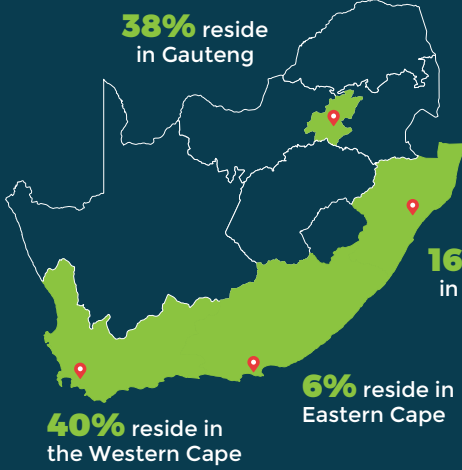 38% reside
in Gauteng
16
in
6% reside in
Eastern Cape
40% reside in
the Western Cape